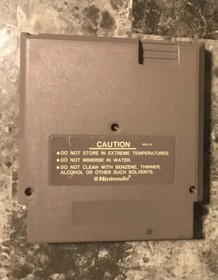 CAUTION
• DO NOT STORE IN EXTREME TEMPERATURES.
• DO NOT IMMERSE IN WATER.
• DO NOT CLEAN WITH BENZENE, THINNER,
ALCOHOL OR OTHER SUCH SOLVENTS.
Nintendo